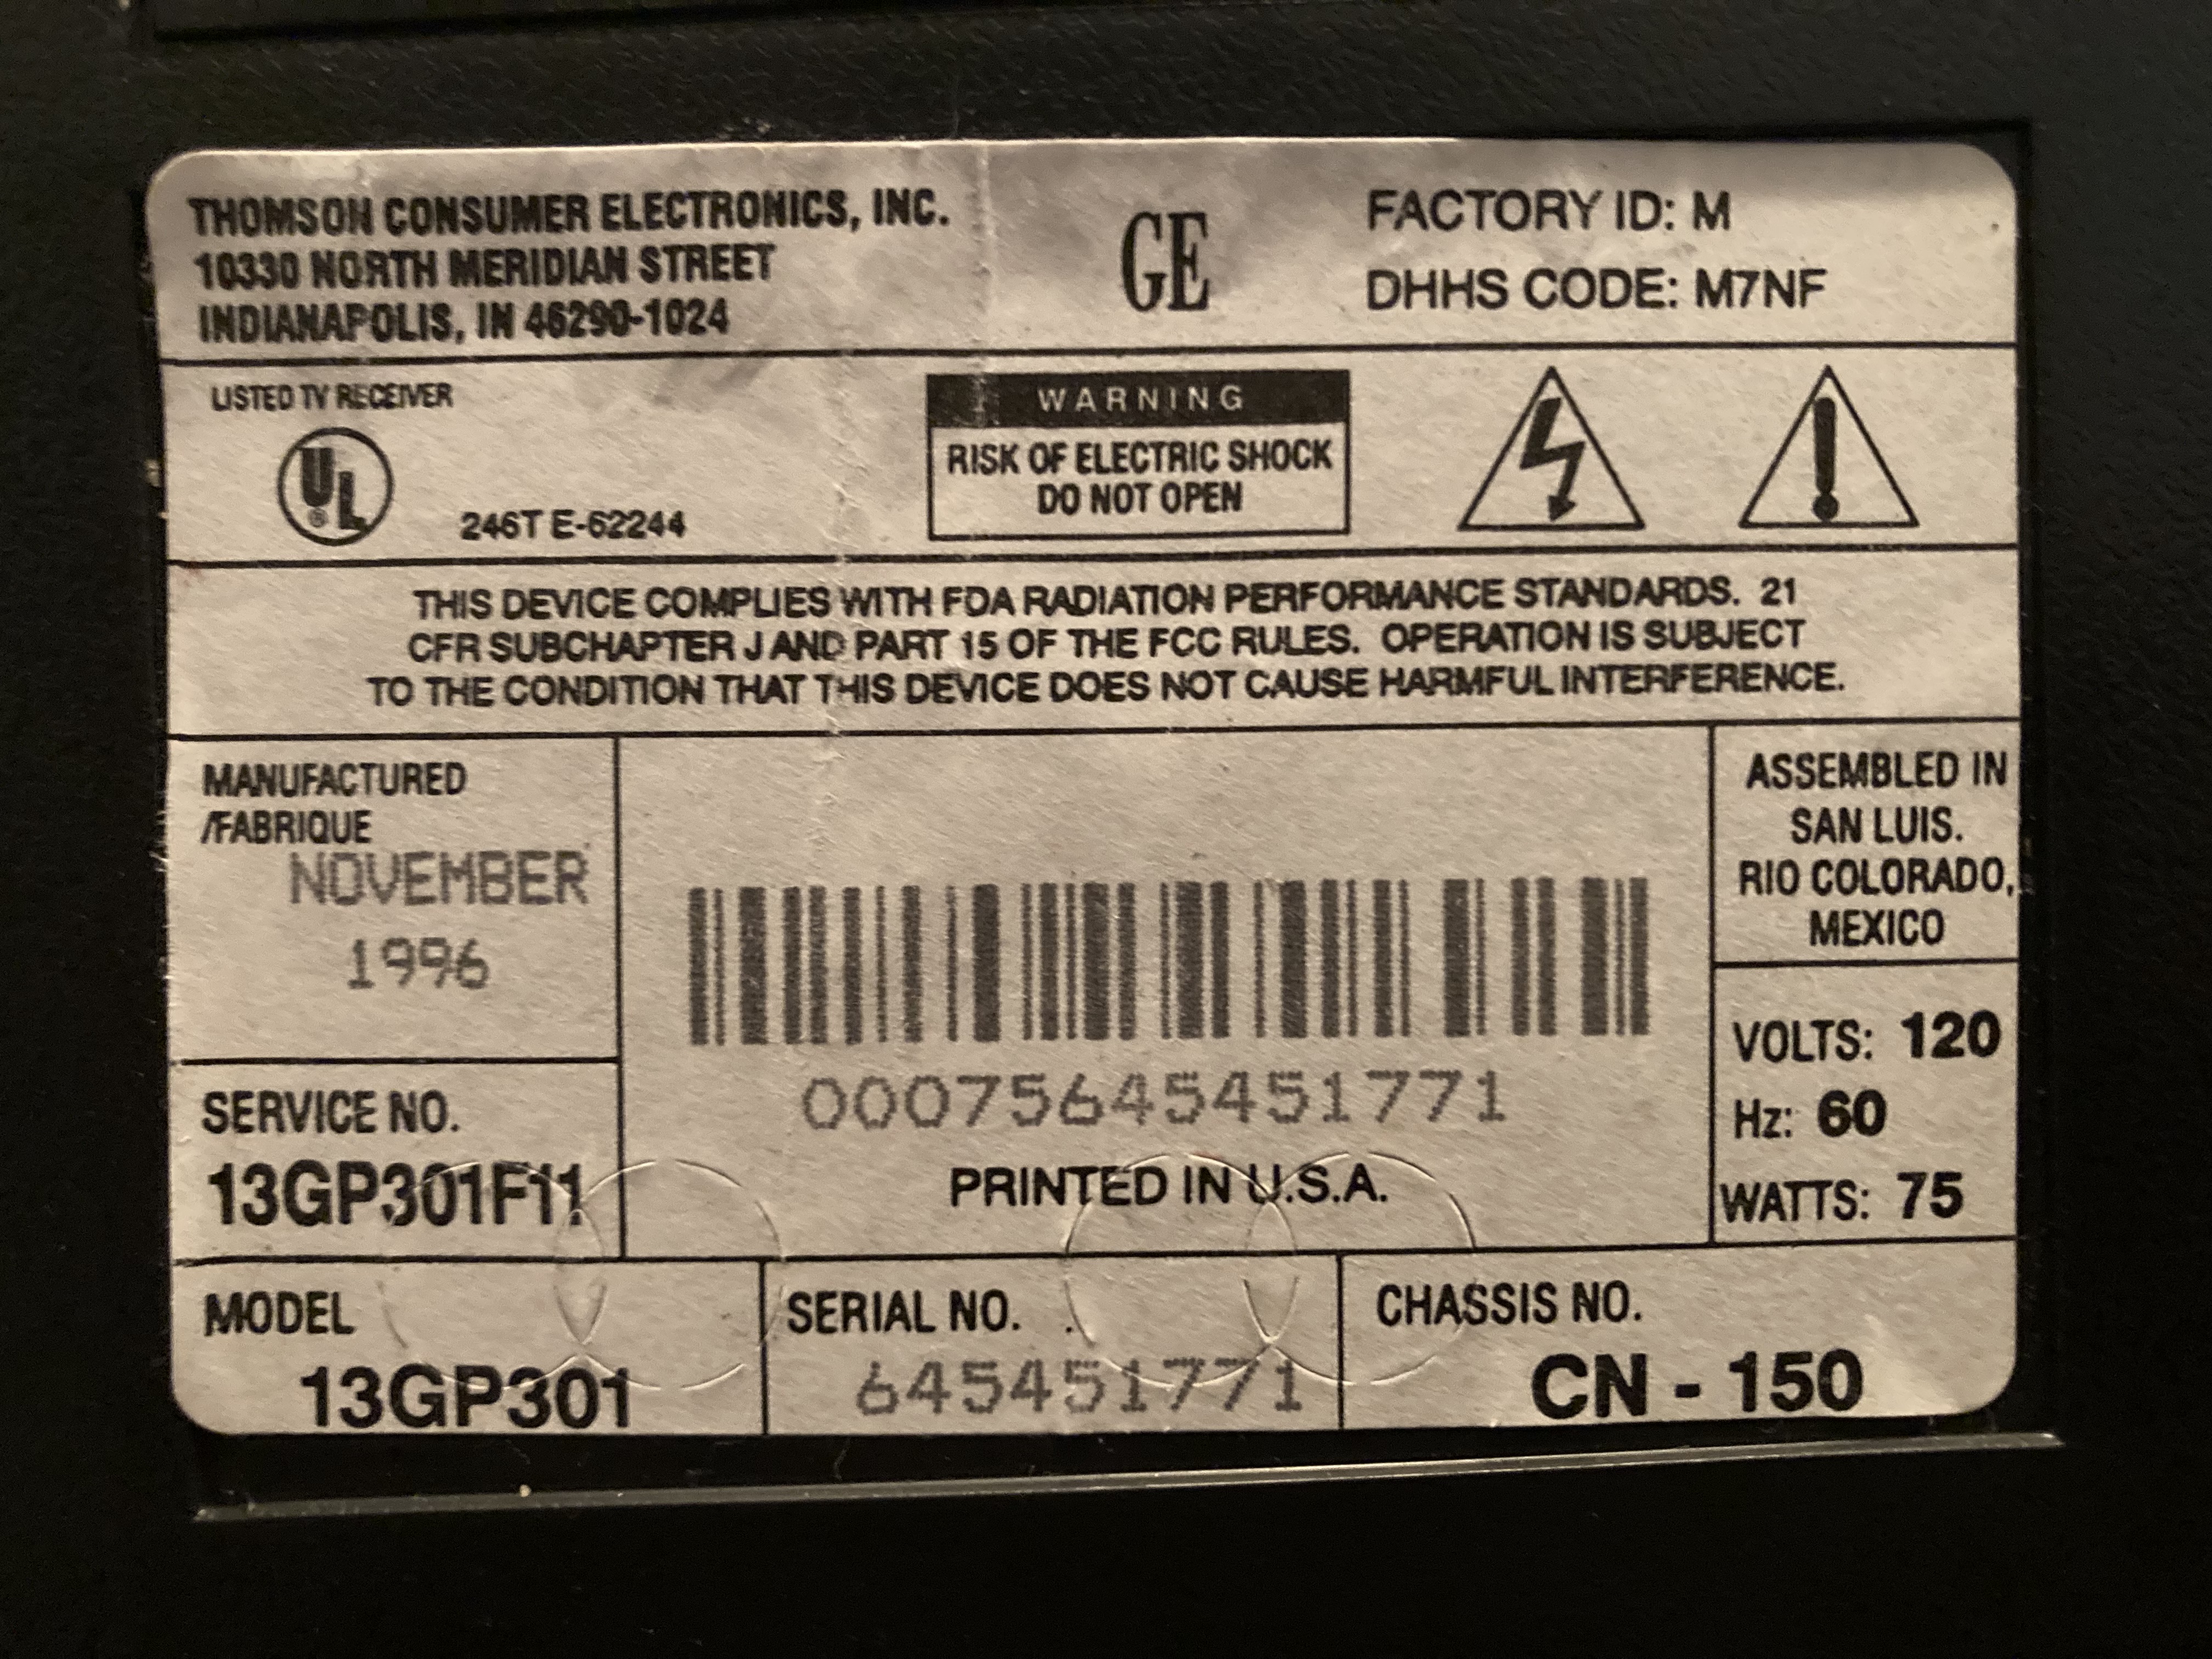 THOMSON CONSUMER ELECTRONICS, INC.
10330 NORTH MERIDIAN STREET
INDIANAPOLIS, IN 46290-1024
GE
FACTORY ID: M
DHHS CODE: M7NF
LISTED TV RECEIVER
UL ®
246T E-62244
WARNING
RISK OF ELECTRIC SHOCK
DO NOT OPEN
THIS DEVICE COMPLIES WITH FDA RADIATION PERFORMANCE STANDARDS. 21
CFR SUBCHAPTER J AND PART 15 OF THE FCC RULES. OPERATION IS SUBJECT
TO THE CONDITION THAT THIS DEVICE DOES NOT CAUSE HARMFUL INTERFERENCE.
MANUFACTURED
/FABRIQUE
NOVEMBER
1996
SERVICE NO.
13GP301F11
0007564545​1771
PRINTED IN U.S.A.
ASSEMBLED IN
SAN LUIS.
RIO COLORADO,
MEXICO
VOLTS: 120
Hz: 60
WATTS: 75
MODEL
13GP301
SERIAL NO.
645451771
CHASSIS NO.
CN - 150